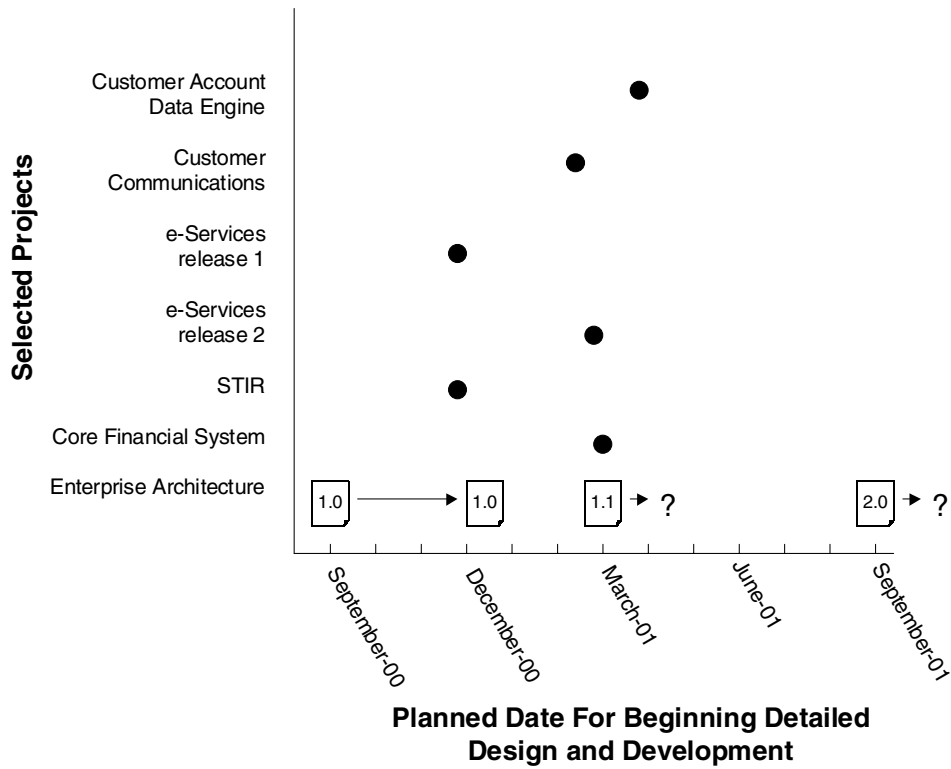 Selected Projects
Customer Account
Data Engine
Customer
Communications
e-Services
release 1
e-Services
release 2
STIR
Core Financial System
Enterprise Architecture
1.0
1.0
1.1
?
2.0
?
September-00
December-00
March-01
June-01
September-01
Planned Date For Beginning Detailed
Design and Development